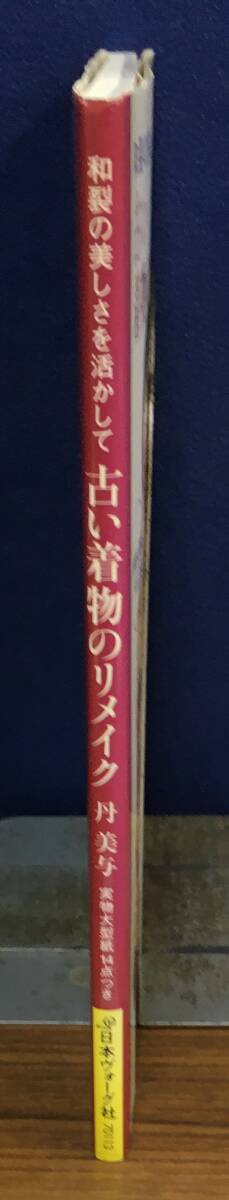 和裂の美しさを活かして
古い着物のリメイク
丹 美与
実物大型紙14点つき
日本ヴォーグ社